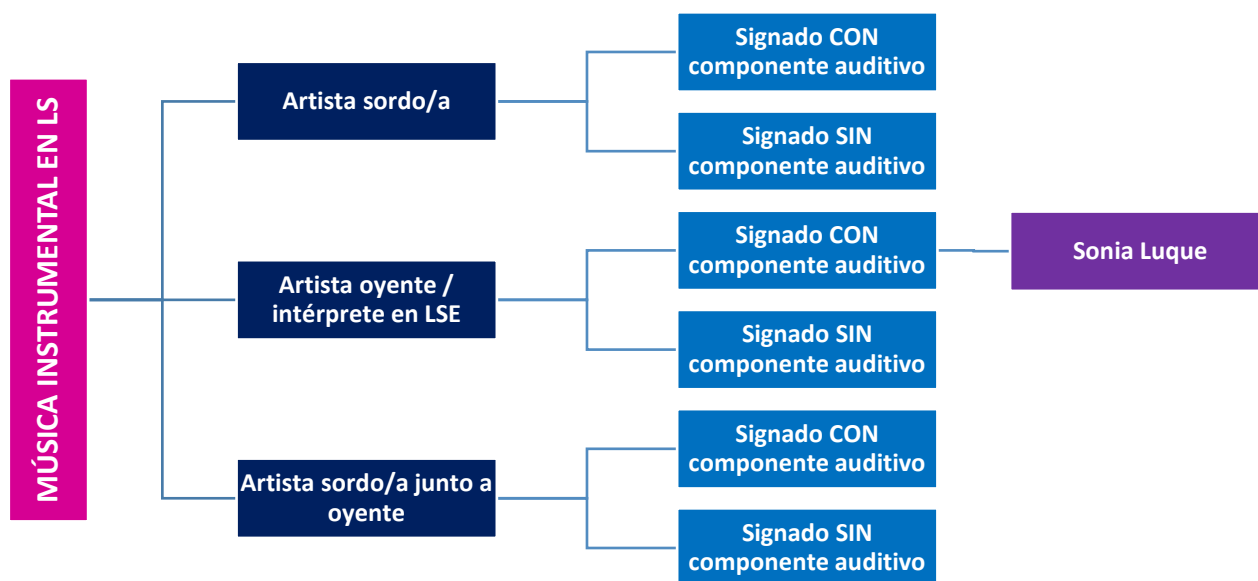 MÚSICA INSTRUMENTAL EN LS
Artista sordo/a
Signado CON
componente auditivo
Signado SIN
componente auditivo
Artista oyente /
intérprete en LSE
Signado CON
componente auditivo
Sonia Luque
Signado SIN
componente auditivo
Artista sordo/a junto a
oyente
Signado CON
componente auditivo
Signado SIN
componente auditivo